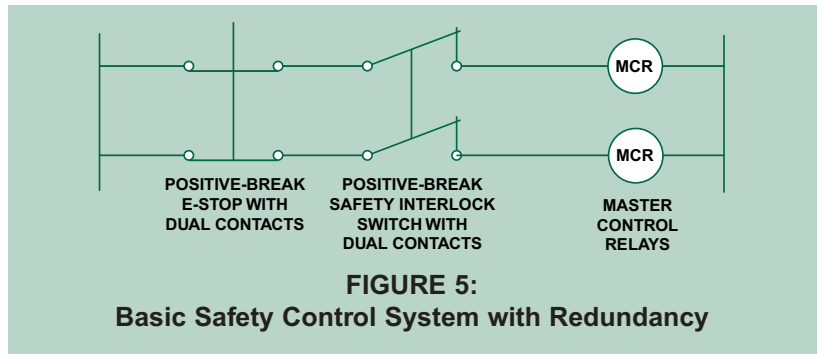 MCR
MCR
POSITIVE-BREAK
E-STOP WITH
DUAL CONTACTS
POSITIVE-BREAK
SAFETY INTERLOCK
SWITCH WITH
DUAL CONTACTS
MASTER
CONTROL
RELAYS
FIGURE 5:
Basic Safety Control System with Redundancy